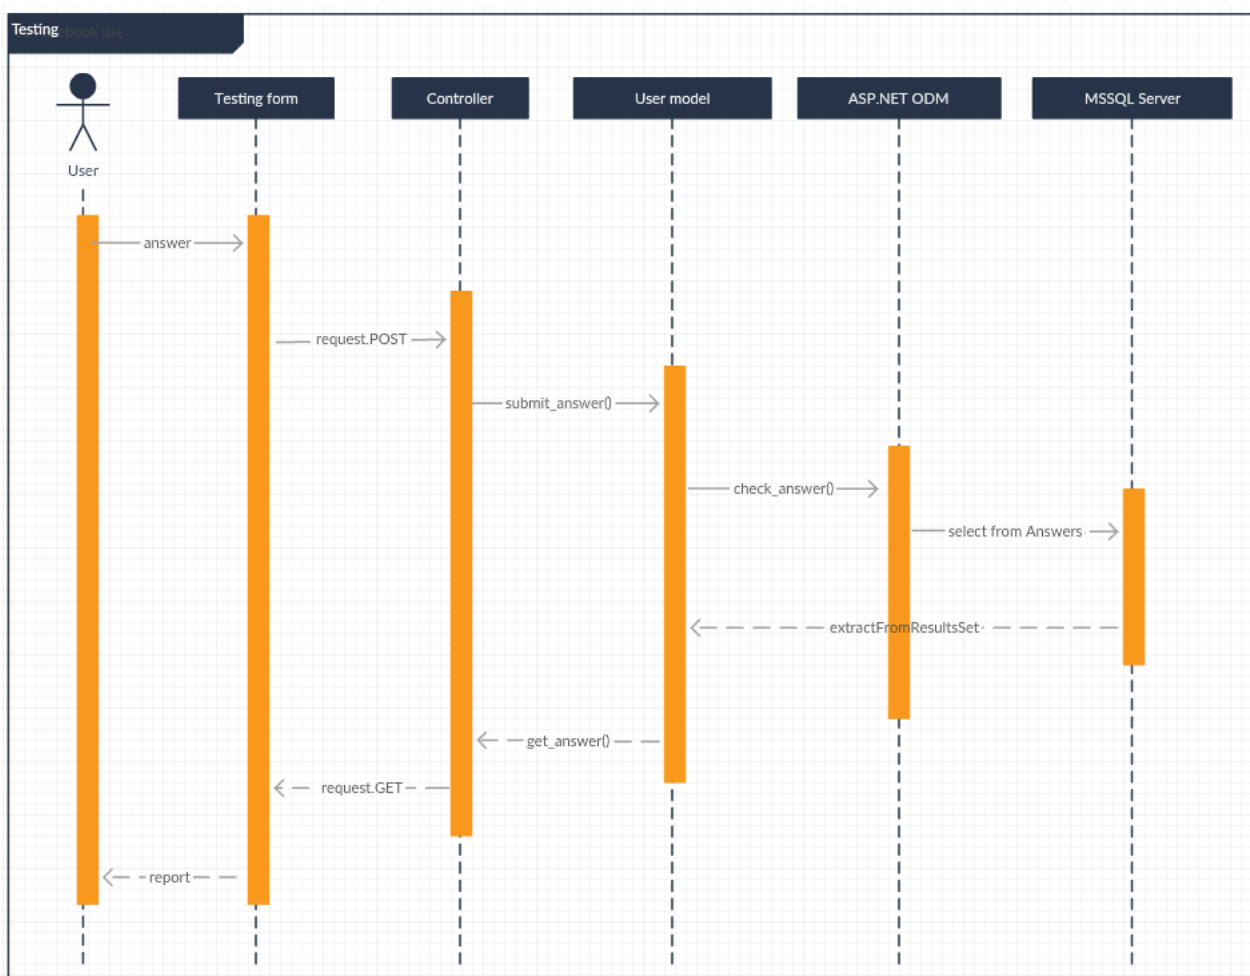 Testing
Testing form
Controller
User model
ASP.NET ODM
MSSQL Server
User
answer
request.POST
submit_answer()
check_answer()
select from Answers
extractFromResultsSet
get_answer()
request.GET
report